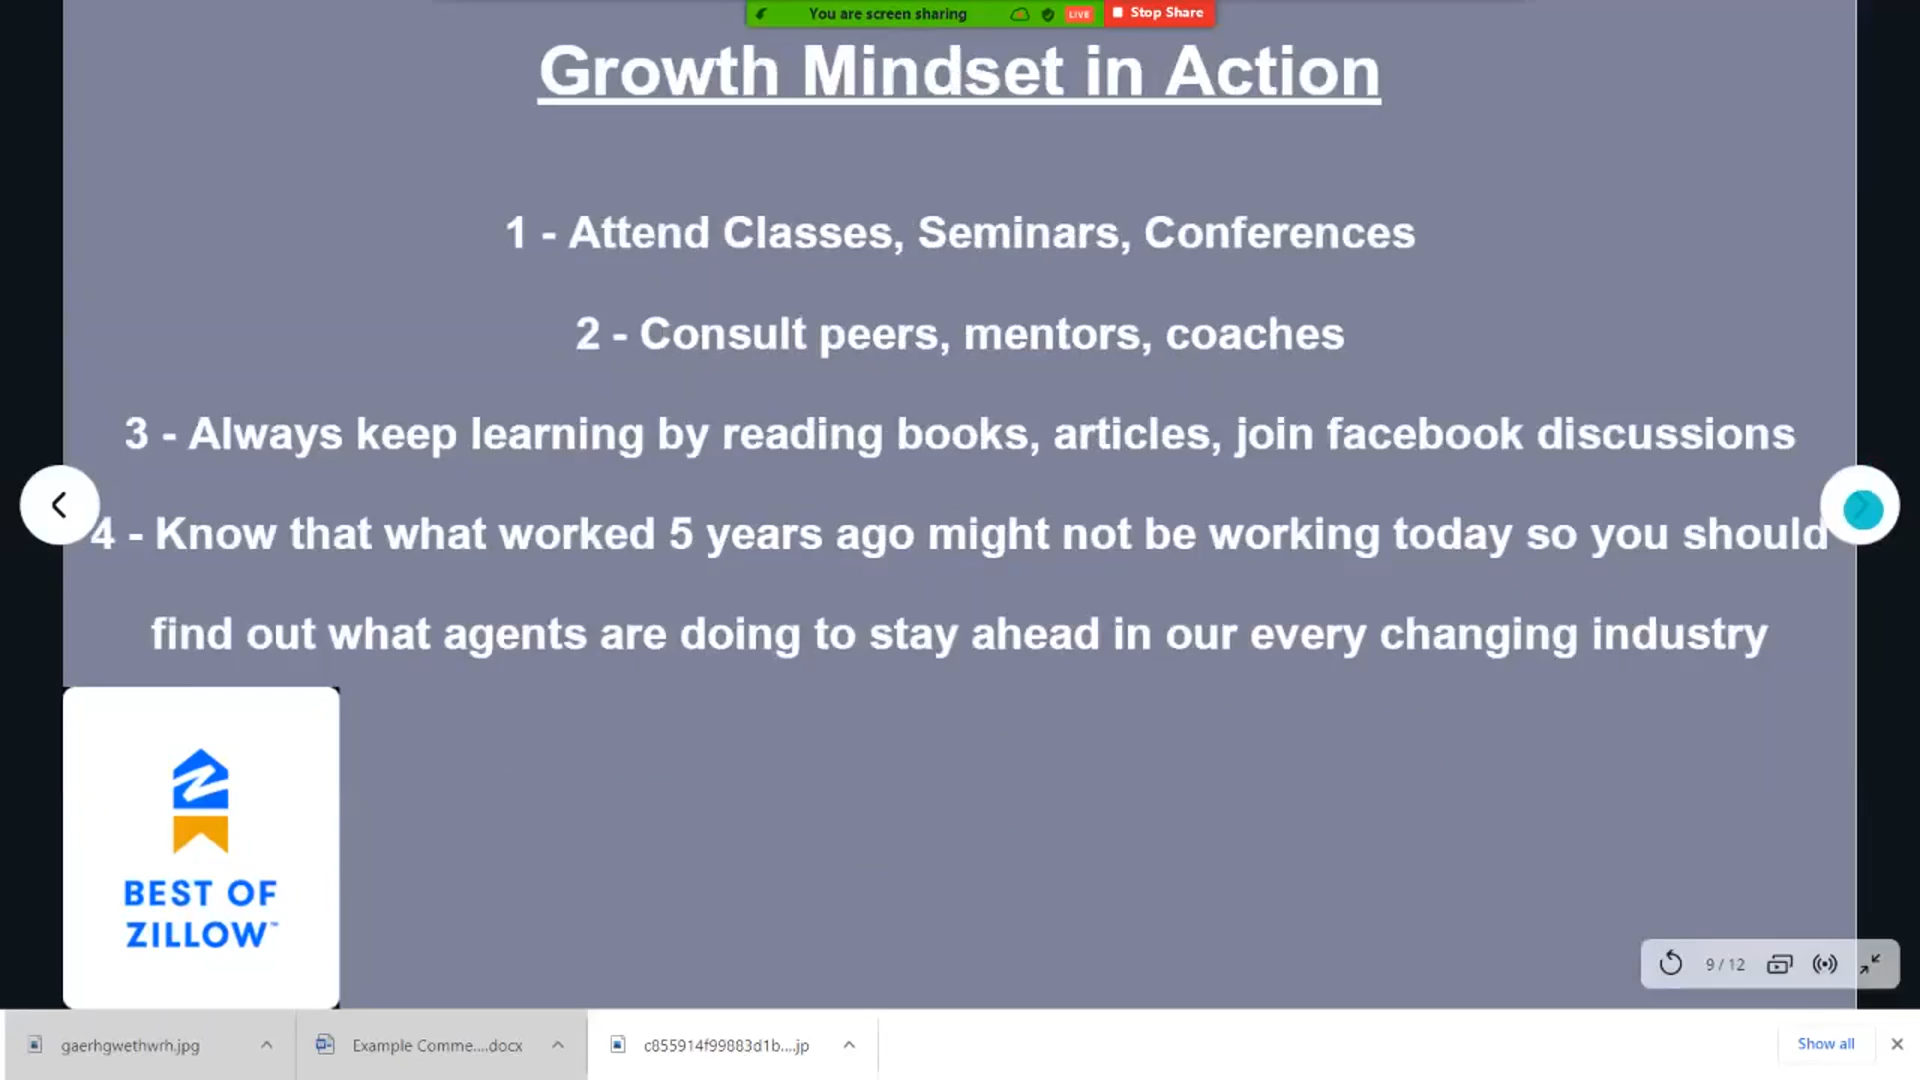 You are screen sharing
LIVE
Stop Share
Growth Mindset in Action
1 - Attend Classes, Seminars, Conferences
2 - Consult peers, mentors, coaches
3 - Always keep learning by reading books, articles, join facebook discussions
4 - Know that what worked 5 years ago might not be working today so you should
find out what agents are doing to stay ahead in our every changing industry
BEST OF
ZILLOW™
9 / 12
gaerhgwethwrh.jpg
Example Comme....docx
c855914f99883d1b....jp
Show all